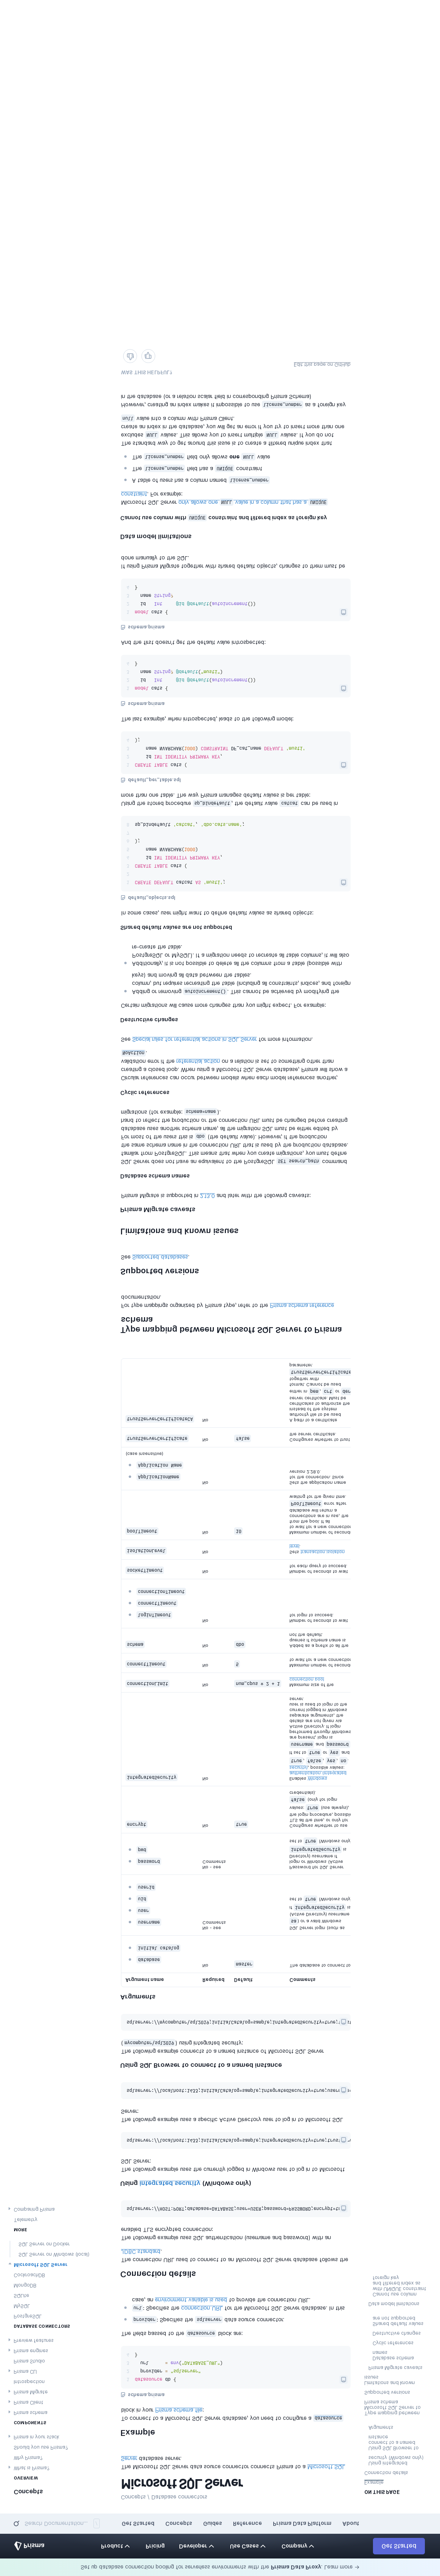 Set up database connection pooling for serverless environments with the Prisma Data Proxy. Learn more →
Prisma
Product
Pricing
Developer
Use Cases
Company
Get Started
Search Documentation...
Get Started
Concepts
Guides
Reference
Prisma Data Platform
About
Concepts
OVERVIEW
What is Prisma?
Why Prisma?
Should you use Prisma?
Prisma in your stack
COMPONENTS
Prisma schema
Prisma Client
Prisma Migrate
Introspection
Prisma CLI
Prisma Studio
Prisma engines
Preview features
DATABASE CONNECTORS
PostgreSQL
MySQL
SQLite
MongoDB
CockroachDB
Microsoft SQL Server
SQL Server on Windows (local)
SQL Server on Docker
MORE
Telemetry
Comparing Prisma
Concepts / Database connectors
Microsoft SQL Server
The Microsoft SQL Server data source connector connects Prisma to a Microsoft SQL
Server database server.
Example
To connect to a Microsoft SQL Server database, you need to configure a datasource
block in your Prisma schema file:
schema.prisma
1 datasource db {
2 provider = "sqlserver"
3 url = env("DATABASE_URL")
4 }
The fields passed to the datasource block are:
provider: Specifies the sqlserver data source connector.
url: Specifies the connection URL for the Microsoft SQL Server database. In this
case, an environment variable is used to provide the connection URL.
Connection details
The connection URL used to connect to an Microsoft SQL Server database follows the
JDBC standard.
The following example uses SQL authentication (username and password) with an
enabled TLS encrypted connection:
sqlserver://HOST:PORT;database=DATABASE;user=USER;password=PASSWORD;encrypt=t
Using integrated security (Windows only)
The following example uses the currently logged in Windows user to log in to Microsoft
SQL Server:
sqlserver://localhost:1433;database=sample;integratedSecurity=true;trust
The following example uses a specific Active Directory user to log in to Microsoft SQL
Server:
sqlserver://localhost:1433;database=sample;integratedSecurity=true;user
Using SQL Browser to connect to a named instance
The following example connects to a named instance of Microsoft SQL Server
(mycomputer\sql2019) using integrated security:
sqlserver://mycomputer\sql2019;database=sample;integratedSecurity=true;t
Arguments
Argument name Required Default Comments
database
initial catalog
No
master
The database to connect to
username
user
uid
userid
No - see
Comments
SQL Server login (such as
sa) or a valid Windows
(Active Directory) username
if integratedSecurity is
set to true (Windows only)
password
pwd
No - see
Comments
Password for SQL Server
login or Windows (Active
Directory) username if
integratedSecurity is
set to true (Windows only)
encrypt
No
true
Configures whether to use
TLS all the time, or only for
the login procedure, possible
values: true (use always),
false (only for login
credentials).
integratedSecurity
No
Enables Windows
authentication (integrated
security), possible values:
true, false, yes, no.
If set to true or yes and
username and password
are present, login is
performed through Windows
Active Directory. If login
details are not given via
separate arguments, the
current logged in Windows
user is used to login to the
server.
connectionLimit
No
num_cpus * 2 + 1
Maximum size of the
connection pool
connectTimeout
No
5
Maximum number of seconds
to wait for a new connection
schema
No
dbo
Added as a prefix to all the
queries if schema name is
not the default.
loginTimeout
connectTimeout
connectionTimeout
No
Number of seconds to wait
for login to succeed
socketTimeout
No
Number of seconds to wait
for each query to succeed
isolationLevel
No
Sets transaction isolation
level.
poolTimeout
No
10
Maximum number of seconds
to wait for a new connection
from the pool. If all
connections are in use, the
database will return a
PoolTimeout error after
waiting for the given time.
ApplicationName
Application Name
(case insensitive)
No
Sets the application name
for the connection. Since
version 2.28.0.
trustServerCertificate
No
false
Configures whether to trust
the server certificate.
trustServerCertificateCA
No
A path to a certificate
authority file to be used
instead of the system
certificates to authorize the
server certificate. Must be
either in pem, crt or der
format. Cannot be used
together with
trustServerCertificate
parameter.
Type mapping between Microsoft SQL Server to Prisma
schema
For type mappings organized by Prisma type, refer to the Prisma schema reference
documentation.
Supported versions
See Supported databases.
Limitations and known issues
Prisma Migrate caveats
Prisma Migrate is supported in 2.13.0 and later with the following caveats:
Database schema names
SQL Server does not have an equivalent to the PostgreSQL SET search_path command
familiar from PostgreSQL. This means that when you create migrations, you must define
the same schema name in the connection URL that is used by the production database.
For most of the users this is dbo (the default value). However, if the production
database uses another schema name, all the migration SQL must be either edited by
hand to reflect the production or the connection URL must be changed before creating
migrations (for example: schema=name).
Cyclic references
Circular references can occur between models when each model references another,
creating a closed loop. When using a Microsoft SQL Server database, Prisma will show a
validation error if the referential action on a relation is set to something other than
NoAction.
See Special rules for referential actions in SQL Server for more information.
Destructive changes
Certain migrations will cause more changes than you might expect. For example:
Adding or removing autoincrement(). This cannot be achieved by modifying the
column, but requires recreating the table (including all constraints, indices, and foreign
keys) and moving all data between the tables.
Additionally, it is not possible to delete all the columns from a table (possible with
PostgreSQL or MySQL). If a migration needs to recreate all table columns, it will also
re-create the table.
Shared default values are not supported
In some cases, user might want to define default values as shared objects:
default_objects.sql
1 CREATE DEFAULT catcat AS 'musti';
2
3 CREATE TABLE cats (
4 id INT IDENTITY PRIMARY KEY,
5 name NVARCHAR(1000)
6 );
7
8 sp_bindefault 'catcat', 'dbo.cats.name';
Using the stored procedure sp_bindefault, the default value catcat can be used in
more than one table. The way Prisma manages default values is per table:
default_per_table.sql
1 CREATE TABLE cats (
2 id INT IDENTITY PRIMARY KEY,
3 name NVARCHAR(1000) CONSTRAINT DF_cat_name DEFAULT 'musti'
4 );
The last example, when introspected, leads to the following model:
schema.prisma
1 model cats {
2 id Int @id @default(autoincrement())
3 name String? @default("musti")
4 }
And the first doesn't get the default value introspected:
schema.prisma
1 model cats {
2 id Int @id @default(autoincrement())
3 name String?
4 }
If using Prisma Migrate together with shared default objects, changes to them must be
done manually to the SQL.
Data model limitations
Cannot use column with UNIQUE constraint and filtered index as foreign key
Microsoft SQL Server only allows one NULL value in a column that has a UNIQUE
constraint. For example:
A table of users has a column named license_number
The license_number field has a UNIQUE constraint
The license_number field only allows one NULL value
The standard way to get around this issue is to create a filtered unique index that
excludes NULL values. This allows you to insert multiple NULL values. If you do not
create an index in the database, you will get an error if you try to insert more than one
null value into a column with Prisma Client.
However, creating an index makes it impossible to use license_number as a foreign key
in the database (or a relation scalar field in corresponding Prisma Schema)
WAS THIS HELPFUL?
Edit this page on GitHub
ON THIS PAGE
Example
Connection details
Using integrated
security (Windows only)
Using SQL Browser to
connect to a named
instance
Arguments
Type mapping between
Microsoft SQL Server to
Prisma schema
Supported versions
Limitations and known
issues
Prisma Migrate caveats
Database schema
names
Cyclic references
Destructive changes
Shared default values
are not supported
Data model limitations
Cannot use column
with UNIQUE constraint
and filtered index as
foreign key